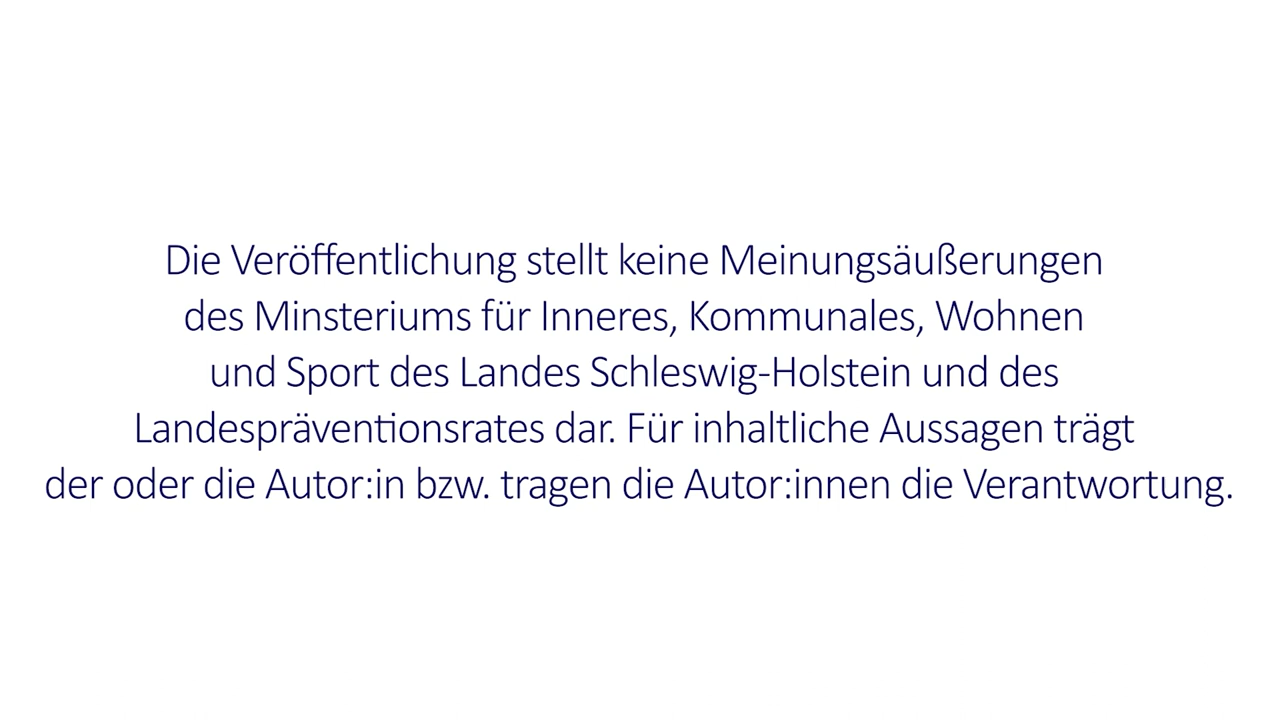 Die Veröffentlichung stellt keine Meinungsäußerungen
des Minsteriums für Inneres, Kommunales, Wohnen
und Sport des Landes Schleswig-Holstein und des
Landespräventionsrates dar. Für inhaltliche Aussagen trägt
der oder die Autor:in bzw. tragen die Autor:innen die Verantwortung.